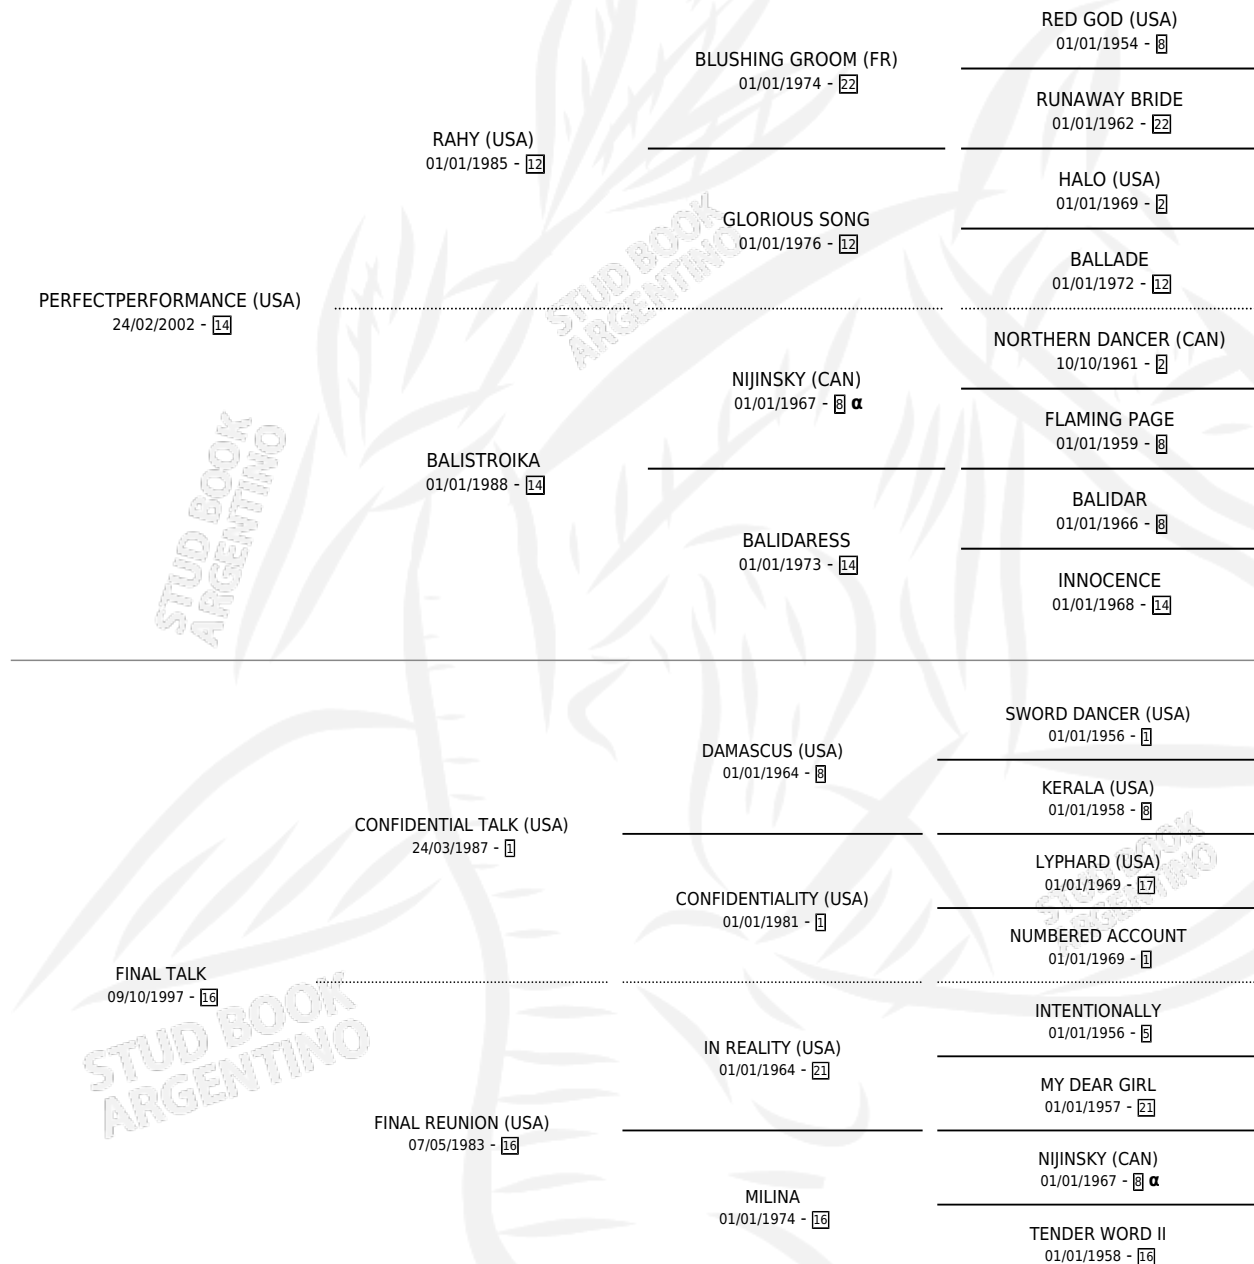 RED GOD (USA)
01/01/1954 - 8
BLUSHING GROOM (FR)
01/01/1974 - 22
RUNAWAY BRIDE
01/01/1962 - 22
RAHY (USA)
01/01/1985 - 12
HALO (USA)
01/01/1969 - 2
GLORIOUS SONG
01/01/1976 - 12
BALLADE
01/01/1972 - 12
PERFECTPERFORMANCE (USA)
24/02/2002 - 14
NORTHERN DANCER (CAN)
10/10/1961 - 2
NIJINSKY (CAN)
01/01/1967 - 8 α
FLAMING PAGE
01/01/1959 - 8
BALISTROIKA
01/01/1988 - 14
BALIDAR
01/01/1966 - 8
BALIDARESS
01/01/1973 - 14
INNOCENCE
01/01/1968 - 14
STUD BOOK
ARGENTINO
STUD BOOK
ARGENTINO
SWORD DANCER (USA)
01/01/1956 - 1
DAMASCUS (USA)
01/01/1964 - 8
KERALA (USA)
01/01/1958 - 8
CONFIDENTIAL TALK (USA)
24/03/1987 - 1
LYPHARD (USA)
01/01/1969 - 17
CONFIDENTIALITY (USA)
01/01/1981 - 1
NUMBERED ACCOUNT
01/01/1969 - 1
FINAL TALK
09/10/1997 - 16
INTENTIONALLY
01/01/1956 - 5
IN REALITY (USA)
01/01/1964 - 21
MY DEAR GIRL
01/01/1957 - 21
FINAL REUNION (USA)
07/05/1983 - 16
NIJINSKY (CAN)
01/01/1967 - 8 α
MILINA
01/01/1974 - 16
TENDER WORD II
01/01/1958 - 16
STUD BOOK
ARGENTINO
STUD BOOK
ARGENTINO